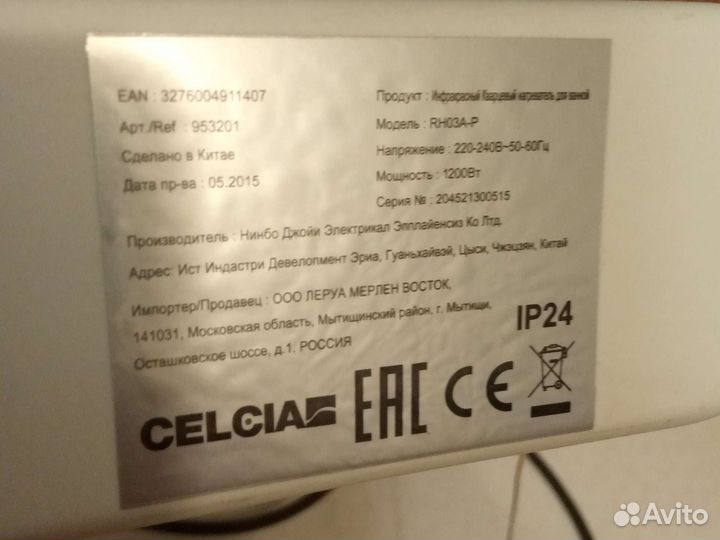 EAN : 3276004911407
Арт./Ref : 953201
Сделано в Китае
Дата пр-ва : 05.2015
Продукт : Инфракрасный Кварцевый нагреватель для ванной
Модель : RH03A-P
Напряжение : 220-240В~50-60Гц
Мощность : 1200Вт
Серия № : 204521300515
Производитель : Нинбо Джойи Электрикал Эпплайенсиз Ко Лтд.
Адрес: Ист Индастри Девелопмент Эриа, Гуаньхайвэй, Цыси, Чжэцзян, Китай
Импортер/Продавец : ООО ЛЕРУА МЕРЛЕН ВОСТОК,
141031, Московская область, Мытищинский район, г. Мытищи,
Осташковское шоссе, д.1. РОССИЯ
IP24
CELCIA
EAC CE
Avito